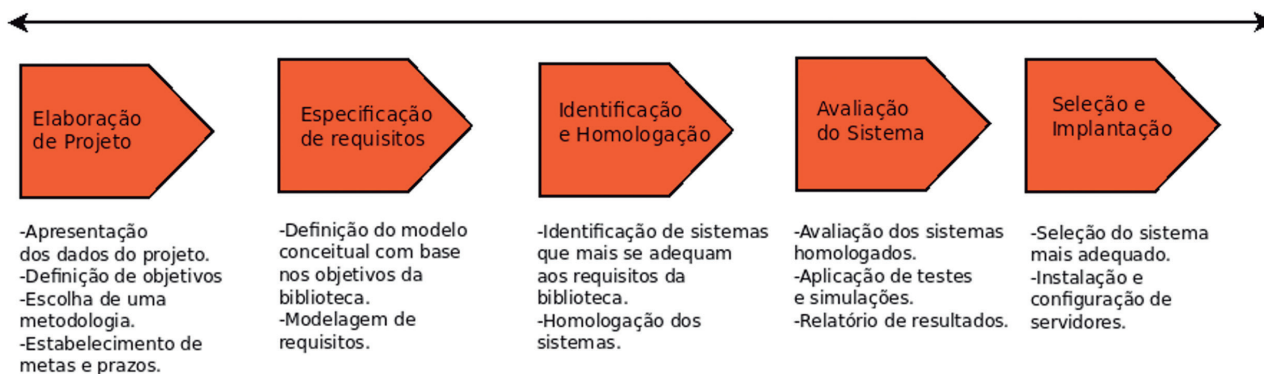 Elaboração
de Projeto
-Apresentação
dos dados do projeto.
-Definição de objetivos
-Escolha de uma
metodologia.
-Estabelecimento de
metas e prazos.
Especificação
de requisitos
-Definição do modelo
conceitual com base
nos objetivos da
biblioteca.
-Modelagem de
requisitos.
Identificação
e Homologação
-Identificação de sistemas
que mais se adequam
aos requisitos da
biblioteca.
-Homologação dos
sistemas.
Avaliação
do Sistema
-Avaliação dos sistemas
homologados.
-Aplicação de testes
e simulações.
-Relatório de resultados.
Seleção e
Implantação
-Seleção do sistema
mais adequado.
-Instalação e
configuração de
servidores.